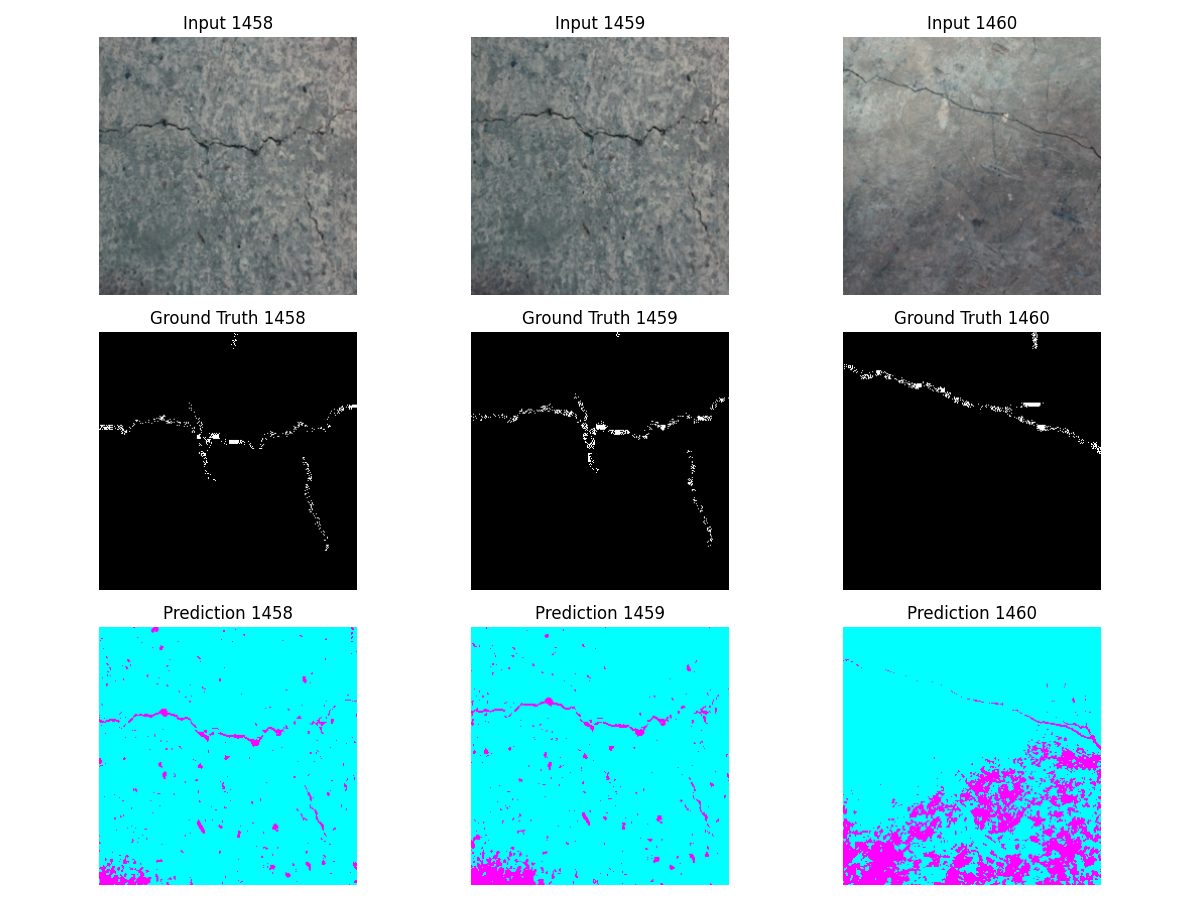 Input 1458
Input 1459
Input 1460
Ground Truth 1458
Ground Truth 1459
Ground Truth 1460
Prediction 1458
Prediction 1459
Prediction 1460